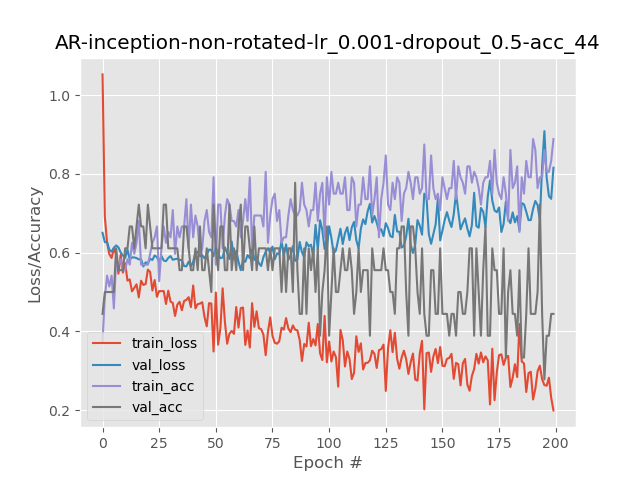 AR-inception-non-rotated-lr_0.001-dropout_0.5-acc_44
1.0
0.8
0.6
0.4
0.2
Loss/Accuracy
train_loss
val_loss
train_acc
val_acc
0 25 50 75 100 125 150 175 200
Epoch #